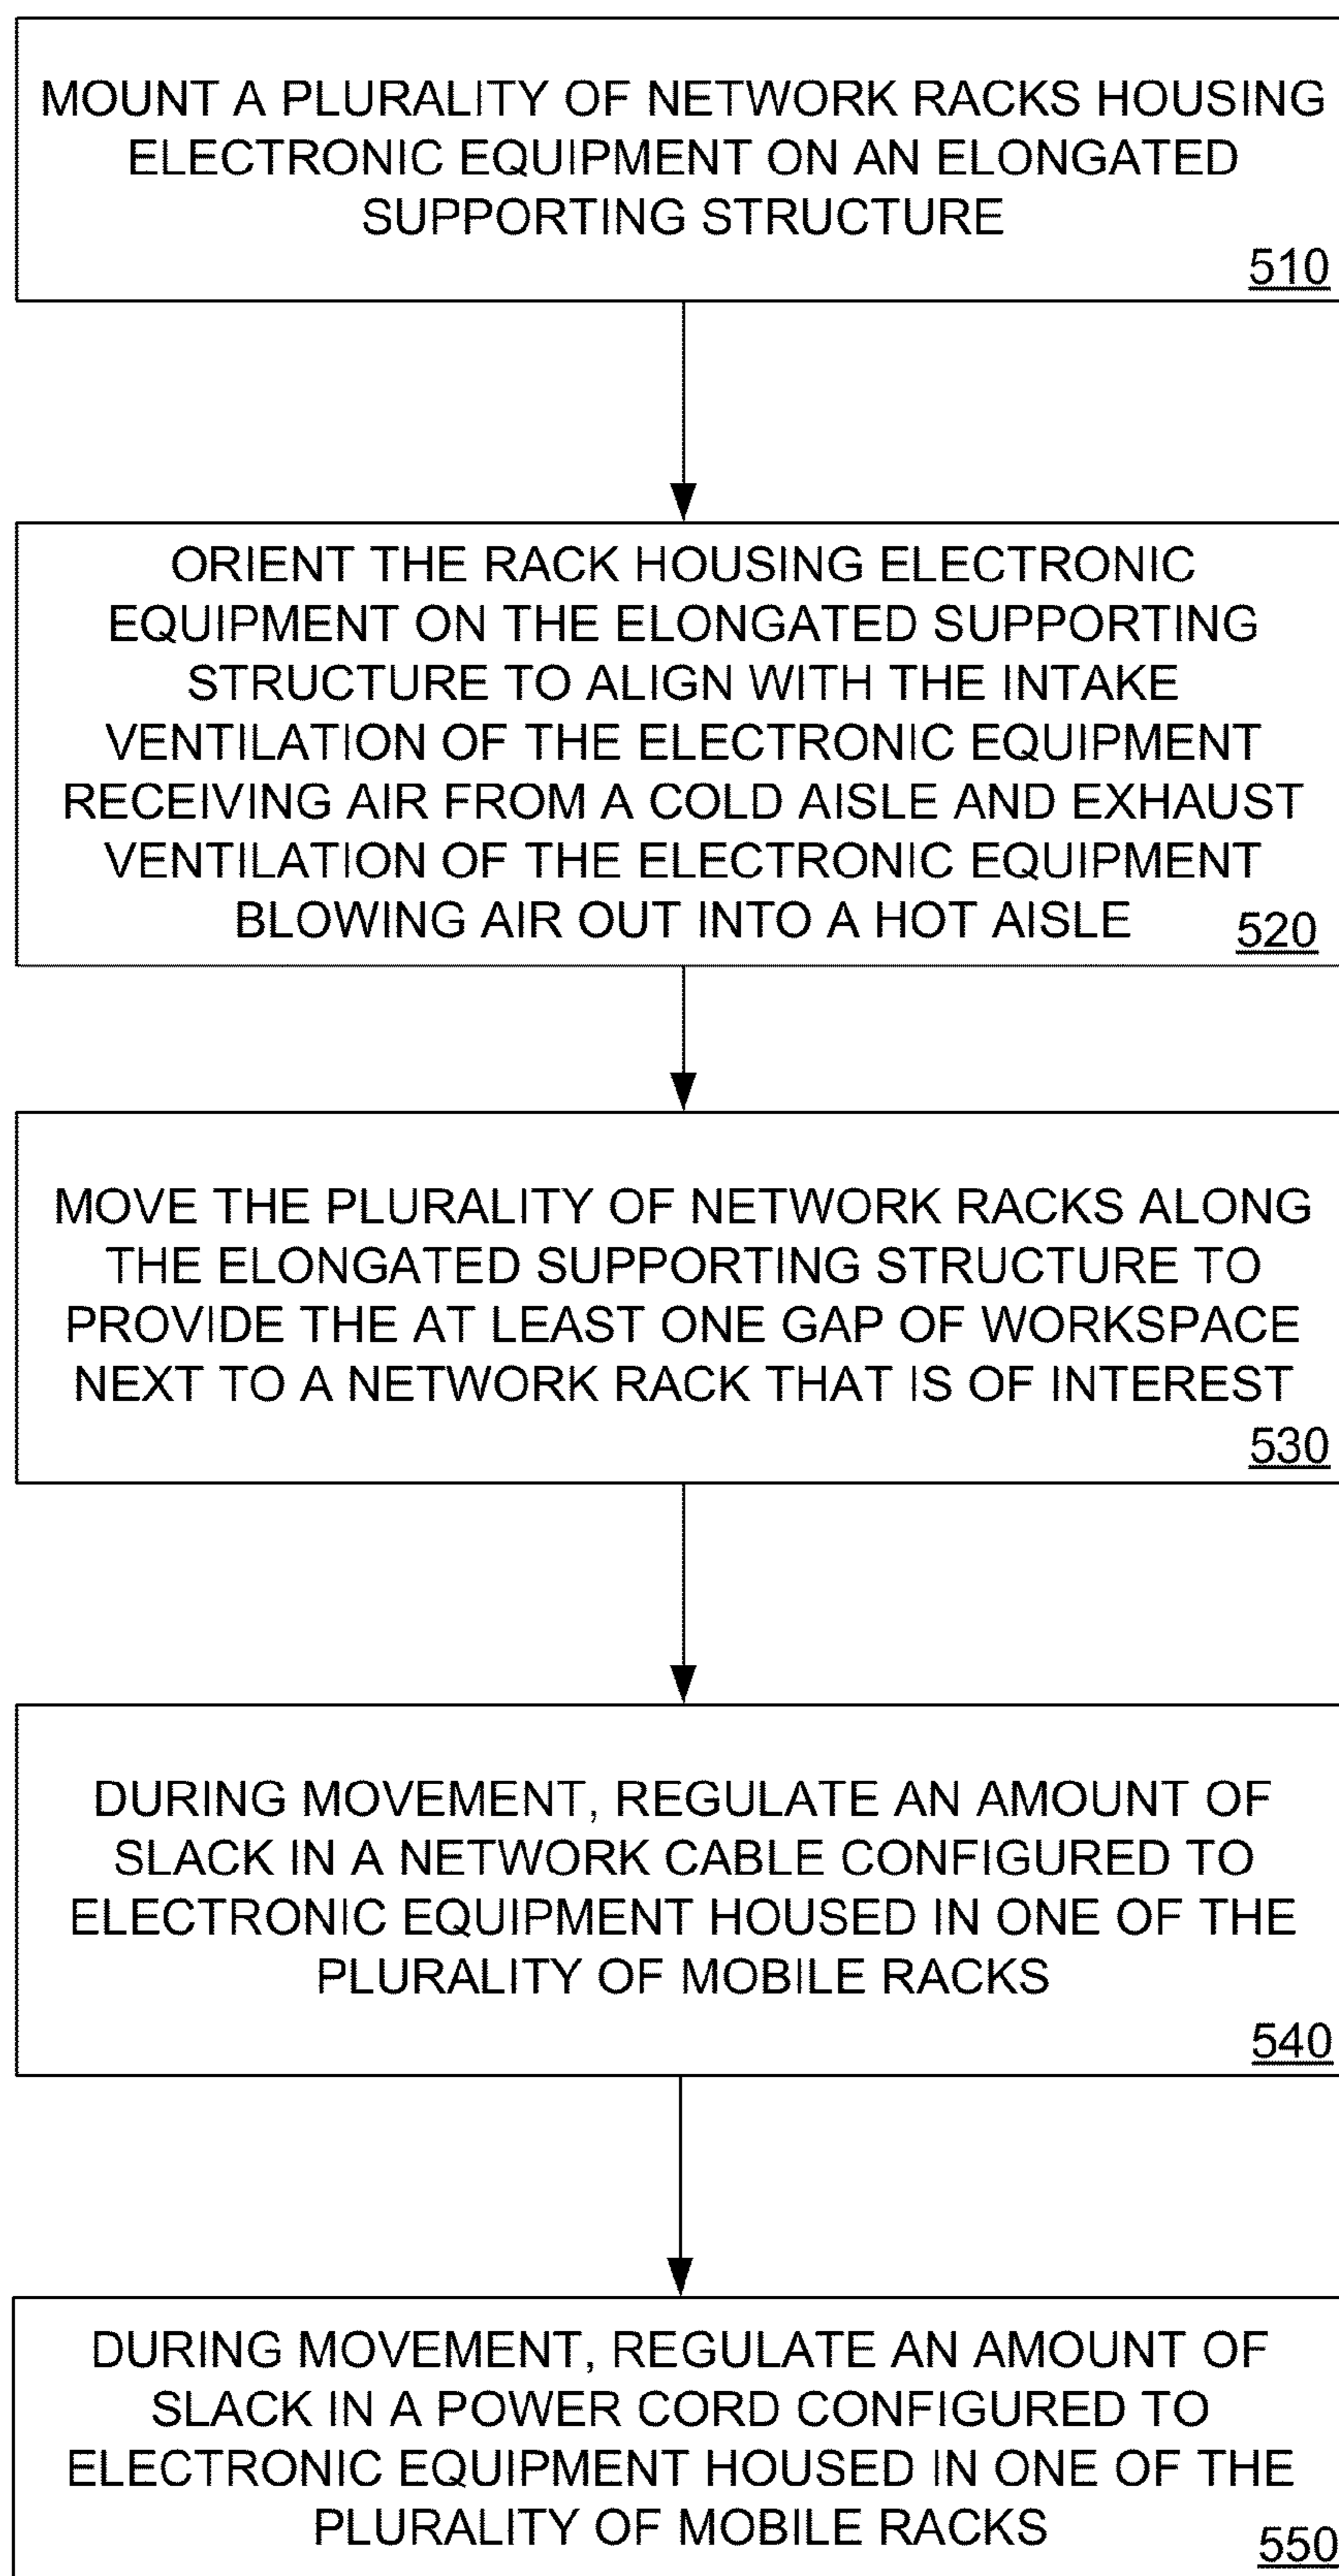 MOUNT A PLURALITY OF NETWORK RACKS HOUSING
ELECTRONIC EQUIPMENT ON AN ELONGATED
SUPPORTING STRUCTURE
510
ORIENT THE RACK HOUSING ELECTRONIC
EQUIPMENT ON THE ELONGATED SUPPORTING
STRUCTURE TO ALIGN WITH THE INTAKE
VENTILATION OF THE ELECTRONIC EQUIPMENT
RECEIVING AIR FROM A COLD AISLE AND EXHAUST
VENTILATION OF THE ELECTRONIC EQUIPMENT
BLOWING AIR OUT INTO A HOT AISLE
520
MOVE THE PLURALITY OF NETWORK RACKS ALONG
THE ELONGATED SUPPORTING STRUCTURE TO
PROVIDE THE AT LEAST ONE GAP OF WORKSPACE
NEXT TO A NETWORK RACK THAT IS OF INTEREST
530
DURING MOVEMENT, REGULATE AN AMOUNT OF
SLACK IN A NETWORK CABLE CONFIGURED TO
ELECTRONIC EQUIPMENT HOUSED IN ONE OF THE
PLURALITY OF MOBILE RACKS
540
DURING MOVEMENT, REGULATE AN AMOUNT OF
SLACK IN A POWER CORD CONFIGURED TO
ELECTRONIC EQUIPMENT HOUSED IN ONE OF THE
PLURALITY OF MOBILE RACKS
550